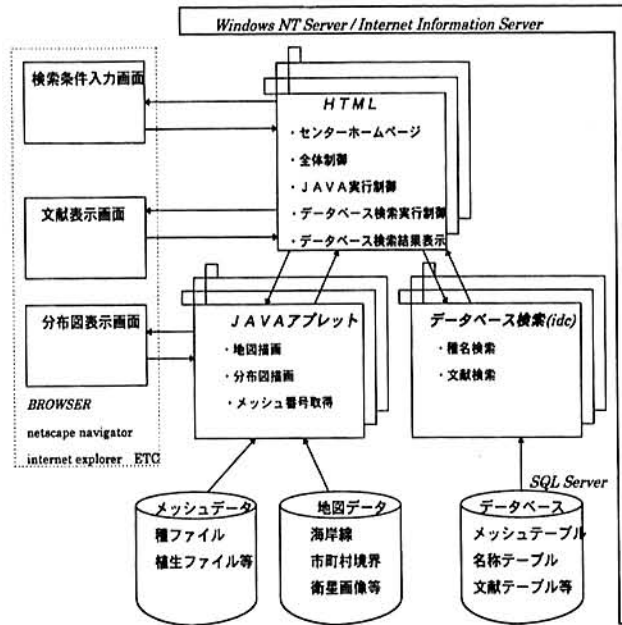 Windows NT Server / Internet Information Server
検索条件入力画面
HTML
・センターホームページ
・全体制御
・JAVA実行制御
・データベース検索実行制御
・データベース検索結果表示
文献表示画面
分布図表示画面
BROWSER
netscape navigator
internet explorer ETC
JAVAアプレット
・地図描画
・分布図描画
・メッシュ番号取得
データベース検索(idc)
・種名検索
・文献検索
SQL Server
メッシュデータ
種ファイル
植生ファイル等
地図データ
海岸線
市町村境界
衛星画像等
データベース
メッシュテーブル
名称テーブル
文献テーブル等